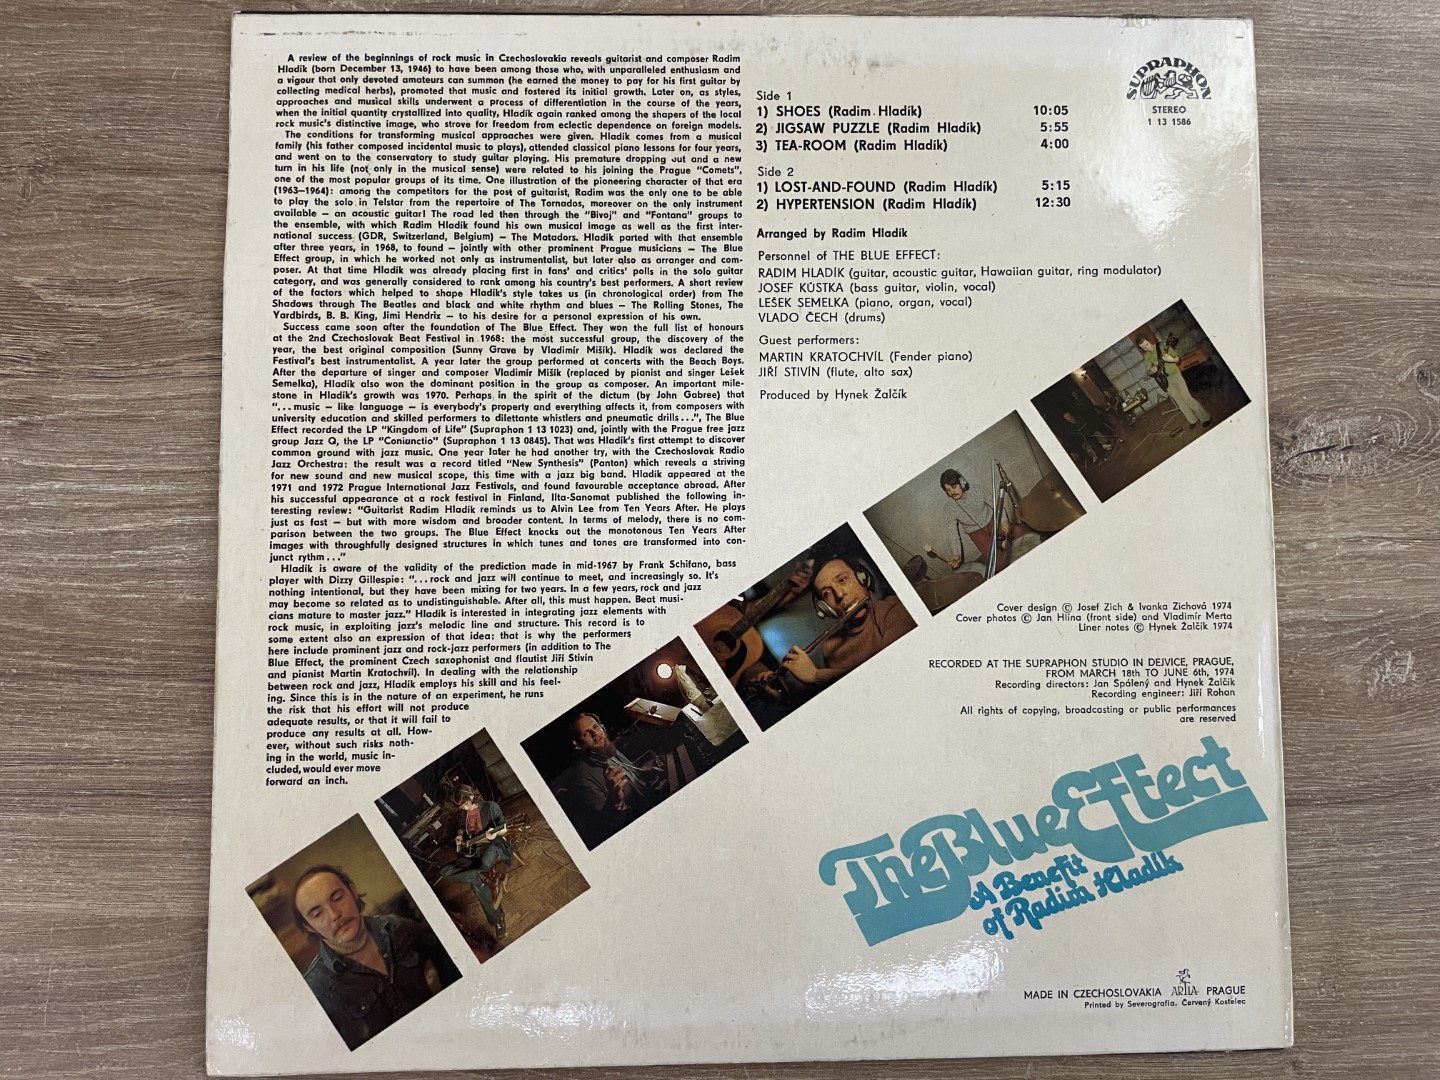 A review of the beginnings of rock music in Czechoslovakia reveals guitarist and composer Radim
Hladík (born December 13, 1946) to have been among those who, with unparalleled enthusiasm and
a vigour that only devoted amateurs can summon (he earned the money to pay for his first guitar by
collecting medical herbs), promoted that music and fostered its initial growth. Later on, as styles,
approaches and musical skills underwent a process of differentiation in the course of the years,
when the initial quantity crystallized into quality, Hladík again ranked among the shapers of the local
rock music's distinctive image, who strove for freedom from eclectic dependence on foreign models.
The conditions for transforming musical approaches were given. Hladík comes from a musical
family (his father composed incidental music to plays), attended classical piano lessons for four years,
and went on to the conservatory to study guitar playing. His premature dropping out and a new
turn in his life (not only in the musical sense) were related to his joining the Prague "Comets",
one of the most popular groups of its time. One illustration of the pioneering character of that era
(1963–1964): among the competitors for the post of guitarist, Radim was the only one to be able
to play the solo in Telstar from the repertoire of The Tornados, moreover on the only instrument
available – an acoustic guitar! The road led then through the "Bivoj" and "Fontana" groups to
the ensemble, with which Radim Hladík found his own musical image as well as the first inter-
national success (GDR, Switzerland, Belgium) – The Matadors. Hladík parted with that ensemble
after three years, in 1968, to found – jointly with other prominent Prague musicians – The Blue
Effect group, in which he worked not only as instrumentalist, but later also as arranger and com-
poser. At that time Hladík was already placing first in fans' and critics' polls in the solo guitar
category, and was generally considered to rank among his country's best performers. A short review
of the factors which helped to shape Hladík's style takes us (in chronological order) from The
Shadows through The Beatles and black and white rhythm and blues – The Rolling Stones, The
Yardbirds, B. B. King, Jimi Hendrix – to his desire for a personal expression of his own.
Success came soon after the foundation of The Blue Effect. They won the full list of honours
at the 2nd Czechoslovak Beat Festival in 1968: the most successful group, the discovery of the
year, the best original composition (Sunny Grave by Vladimír Mišík). Hladík was declared the
Festival's best instrumentalist. A year later the group performed at concerts with the Beach Boys.
After the departure of singer and composer Vladimír Mišík (replaced by pianist and singer Lešek
Semelka), Hladík also won the dominant position in the group as composer. An important mile-
stone in Hladík's growth was 1970. Perhaps in the spirit of the dictum (by John Gabree) that
"...music – like language – is everybody's property and everything affects it, from composers with
university education and skilled performers to dilettante whistlers and pneumatic drills...", The Blue
Effect recorded the LP "Kingdom of Life" (Supraphon 1 13 1023) and, jointly with the Prague free jazz
group Jazz Q, the LP "Coniunctio" (Supraphon 1 13 0845). That was Hladík's first attempt to discover
common ground with jazz music. One year later he had another try, with the Czechoslovak Radio
Jazz Orchestra: the result was a record titled "New Synthesis" (Panton) which reveals a striving
for new sound and new musical scope, this time with a jazz big band. Hladík appeared at the
1971 and 1972 Prague International Jazz Festivals, and found favourable acceptance abroad. After
his successful appearance at a rock festival in Finland, Ilta-Sanomat published the following in-
teresting review: "Guitarist Radim Hladík reminds us to Alvin Lee from Ten Years After. He plays
just as fast – but with more wisdom and broader content. In terms of melody, there is no com-
parison between the two groups. The Blue Effect knocks out the monotonous Ten Years After
images with throughfully designed structures in which tunes and tones are transformed into con-
junct rythm..."
Hladík is aware of the validity of the prediction made in mid-1967 by Frank Schifano, bass
player with Dizzy Gillespie: "...rock and jazz will continue to meet, and increasingly so. It's
nothing intentional, but they have been mixing for two years. In a few years, rock and jazz
may become so related as to undistinguishable. After all, this must happen. Beat musi-
cians mature to master jazz." Hladík is interested in integrating jazz elements with
rock music, in exploiting jazz's melodic line and structure. This record is to
some extent also an expression of that idea: that is why the performers
here include prominent jazz and rock-jazz performers (in addition to The
Blue Effect, the prominent Czech saxophonist and flautist Jiří Stivín
and pianist Martin Kratochvíl). In dealing with the relationship
between rock and jazz, Hladík employs his skill and his feel-
ing. Since this is in the nature of an experiment, he runs
the risk that his effort will not produce
adequate results, or that it will fail to
produce any results at all. How-
ever, without such risks noth-
ing in the world, music in-
cluded, would ever move
forward an inch.
SUPRAPHON
STEREO
1 13 1586
Side 1
1) SHOES (Radim Hladík) 10:05
2) JIGSAW PUZZLE (Radim Hladík) 5:55
3) TEA-ROOM (Radim Hladík) 4:00
Side 2
1) LOST-AND-FOUND (Radim Hladík) 5:15
2) HYPERTENSION (Radim Hladík) 12:30
Arranged by Radim Hladík
Personnel of THE BLUE EFFECT:
RADIM HLADÍK (guitar, acoustic guitar, Hawaiian guitar, ring modulator)
JOSEF KŮSTKA (bass guitar, violin, vocal)
LEŠEK SEMELKA (piano, organ, vocal)
VLADO ČECH (drums)
Guest performers:
MARTIN KRATOCHVÍL (Fender piano)
JIŘÍ STIVÍN (flute, alto sax)
Produced by Hynek Žalčík
Cover design © Josef Zich & Ivanka Zichová 1974
Cover photos © Jan Hlína (front side) and Vladimír Merta
Liner notes © Hynek Žalčík 1974
RECORDED AT THE SUPRAPHON STUDIO IN DEJVICE, PRAGUE,
FROM MARCH 18th TO JUNE 6th, 1974
Recording directors: Jan Spálený and Hynek Žalčík
Recording engineer: Jiří Rohan
All rights of copying, broadcasting or public performances
are reserved
The Blue Effect
A Benefit
of Radim Hladík
MADE IN CZECHOSLOVAKIA ARTIA PRAGUE
Printed by Severografia, Červený Kostelec